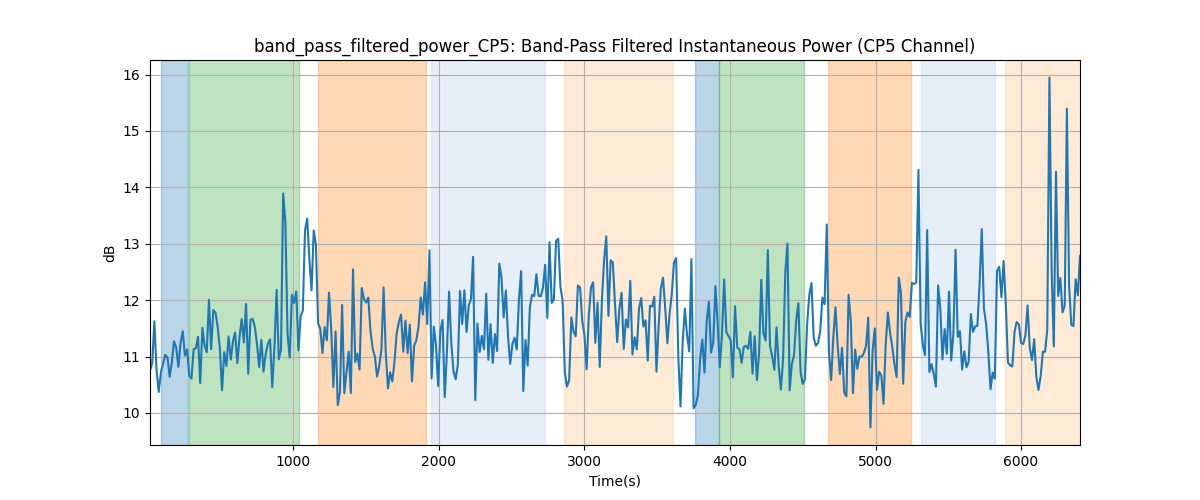 band_pass_filtered_power_CP5: Band-Pass Filtered Instantaneous Power (CP5 Channel)
16
15
14
13
12
11
10
dB
1000 2000 3000 4000 5000 6000
Time(s)